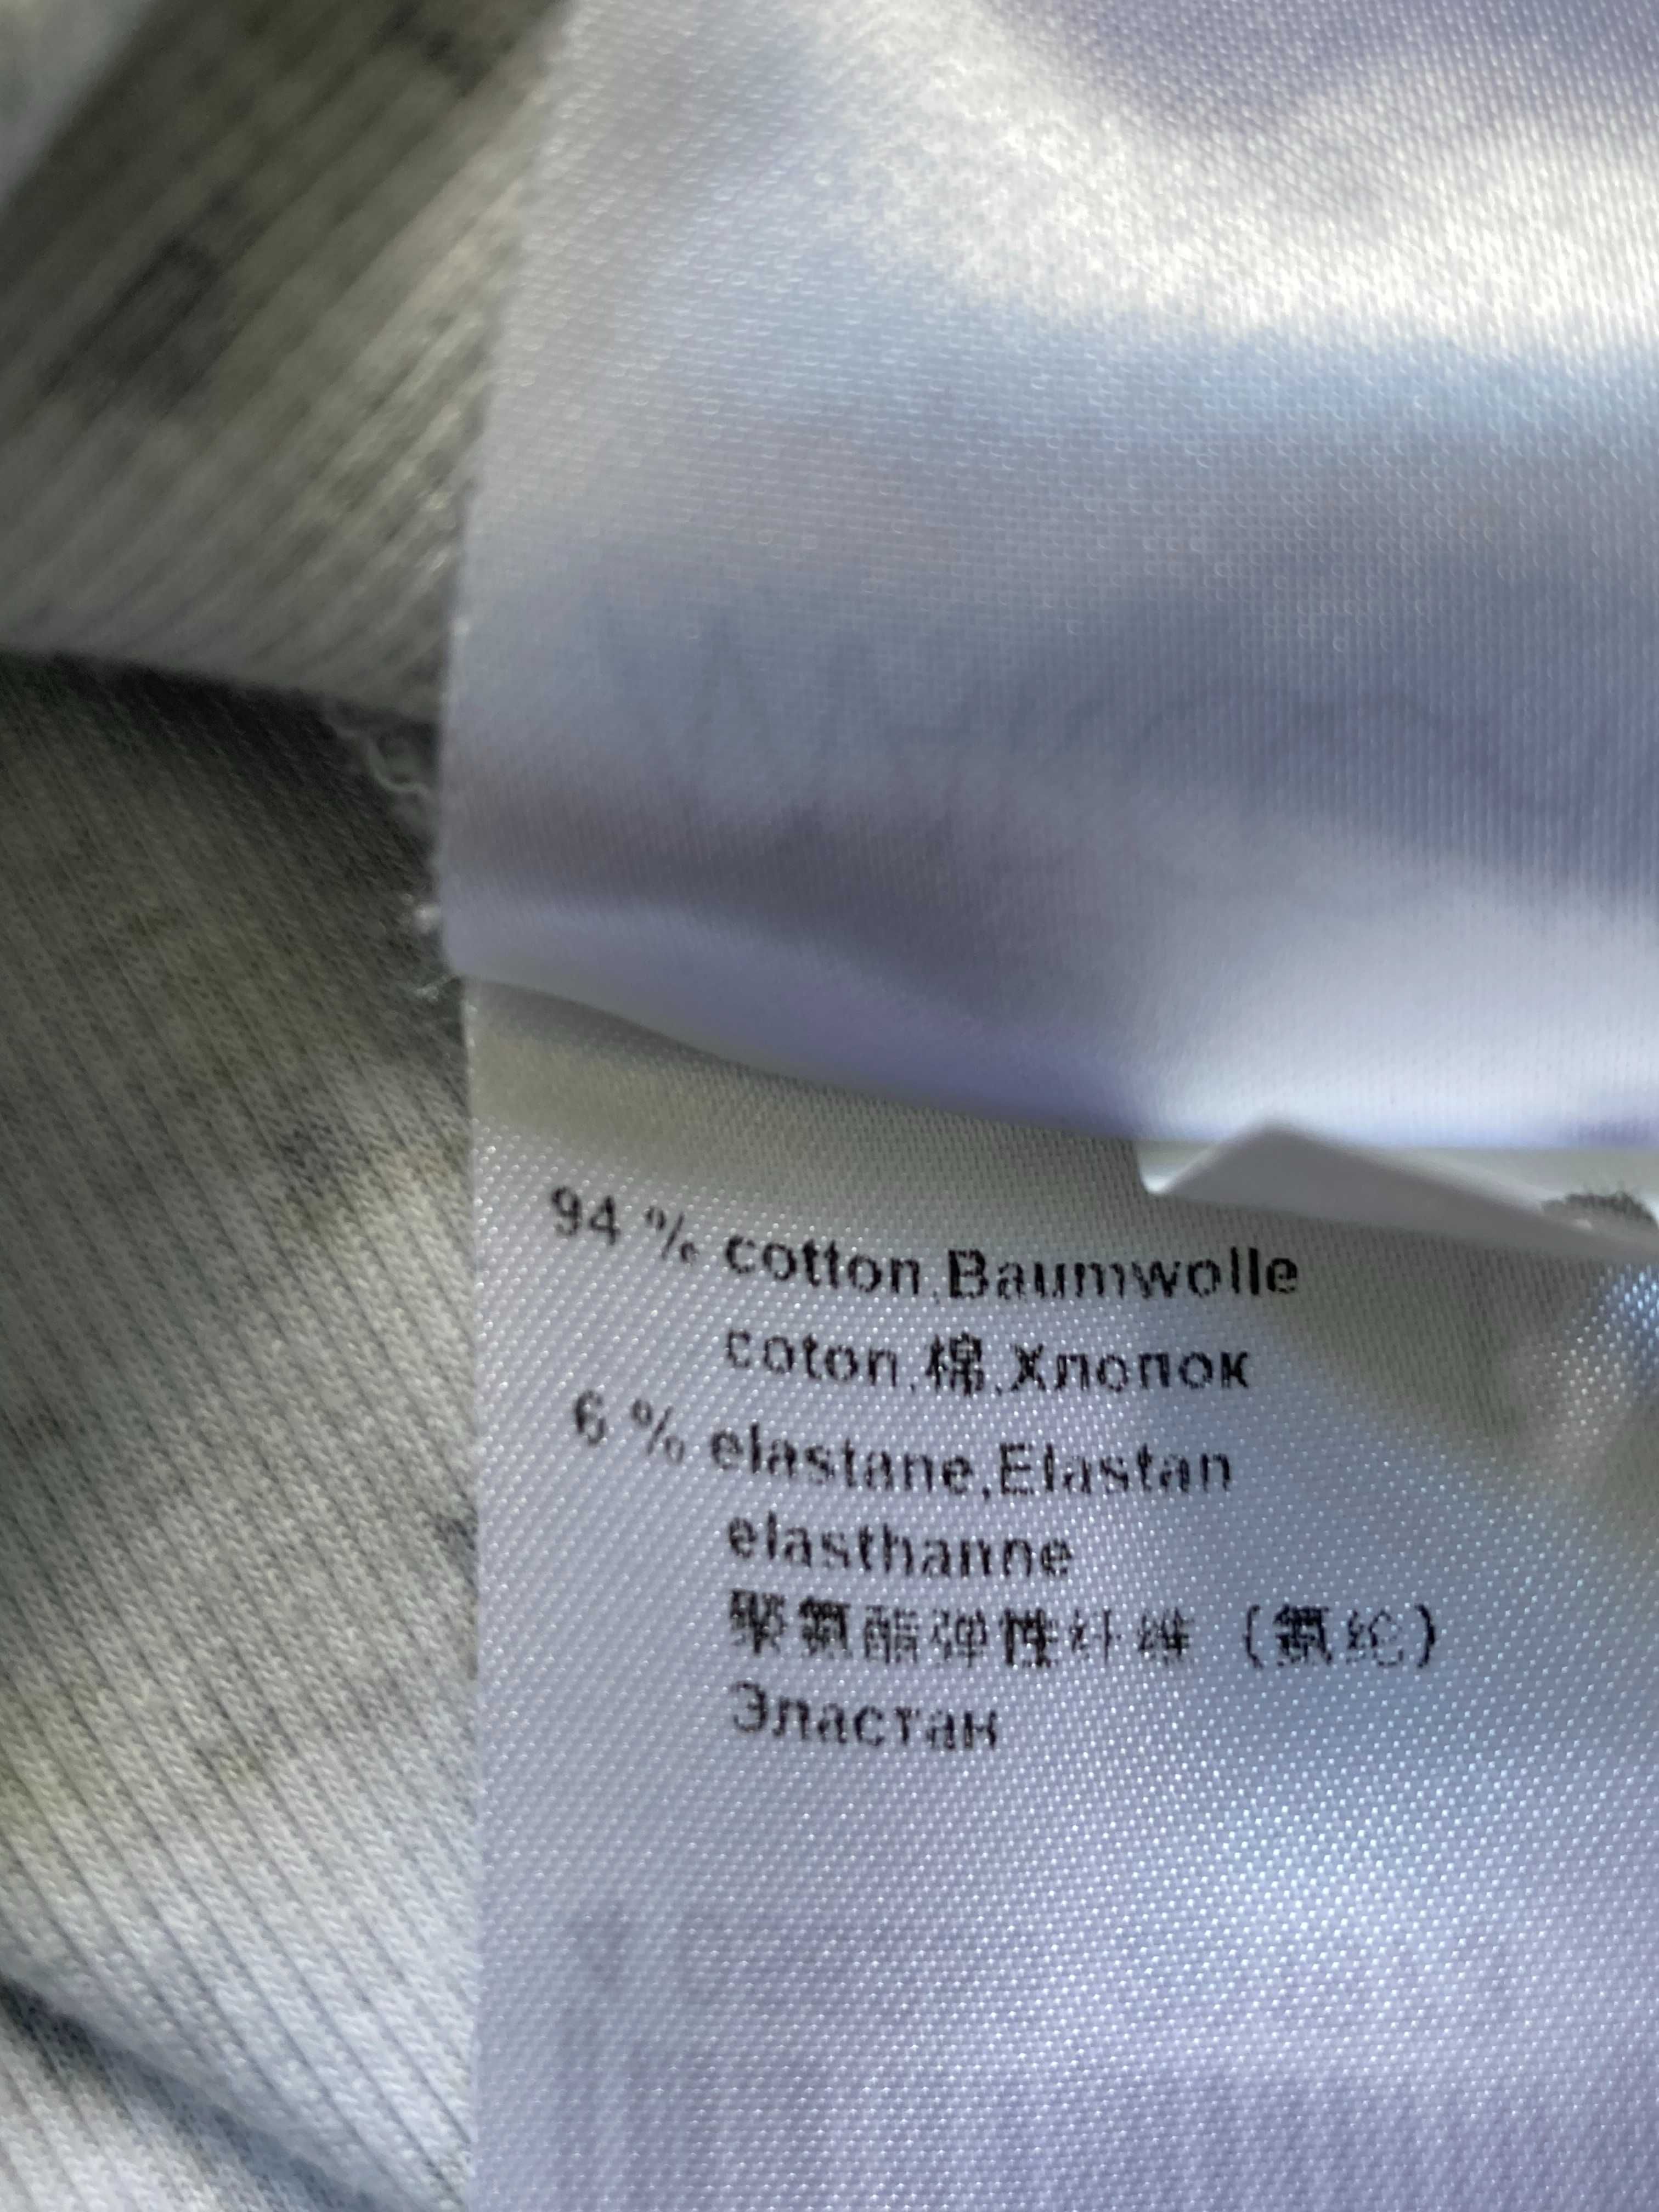 94 % cotton,Baumwolle
coton,棉,Хлопок
6 % elastane,Elastan
elasthanne
聚氨酯弹性纤维 (氨纶)
Эластан